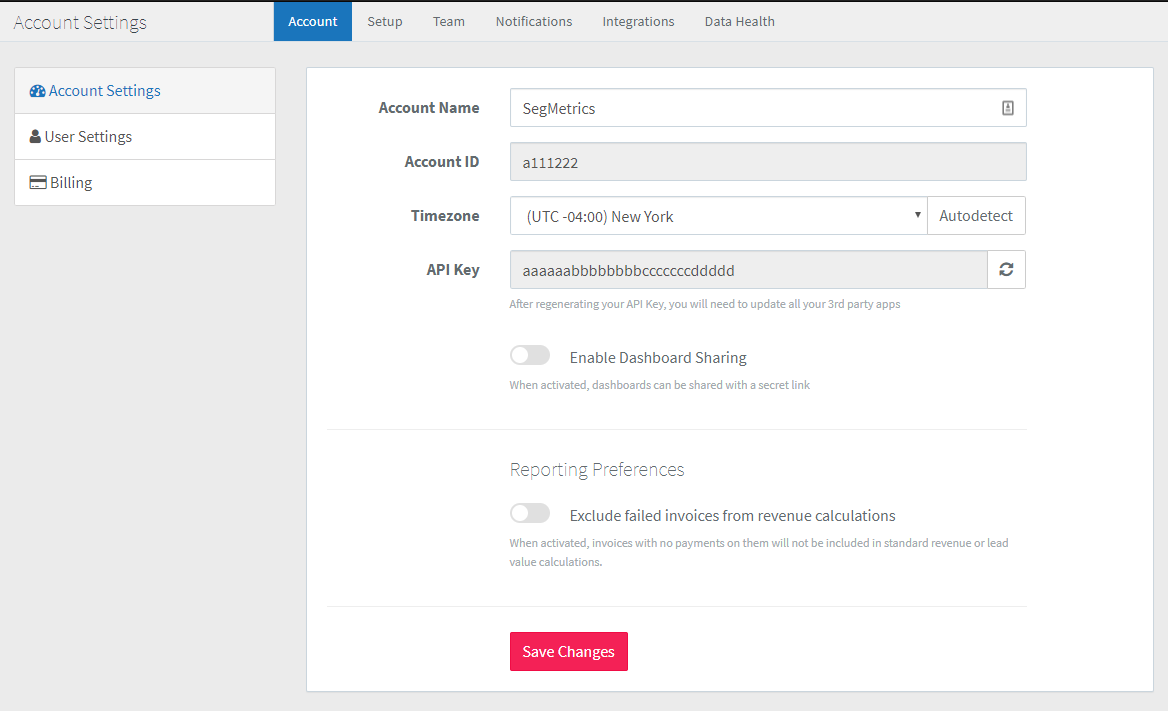 Account Settings
Account Setup Team Notifications Integrations Data Health
Account Settings
User Settings
Billing
Account Name SegMetrics
Account ID a111222
Timezone (UTC -04:00) New York Autodetect
API Key aaaaaabbbbbbbbbcccccccddddd
After regenerating your API Key, you will need to update all your 3rd party apps
Enable Dashboard Sharing
When activated, dashboards can be shared with a secret link
Reporting Preferences
Exclude failed invoices from revenue calculations
When activated, invoices with no payments on them will not be included in standard revenue or lead
value calculations.
Save Changes